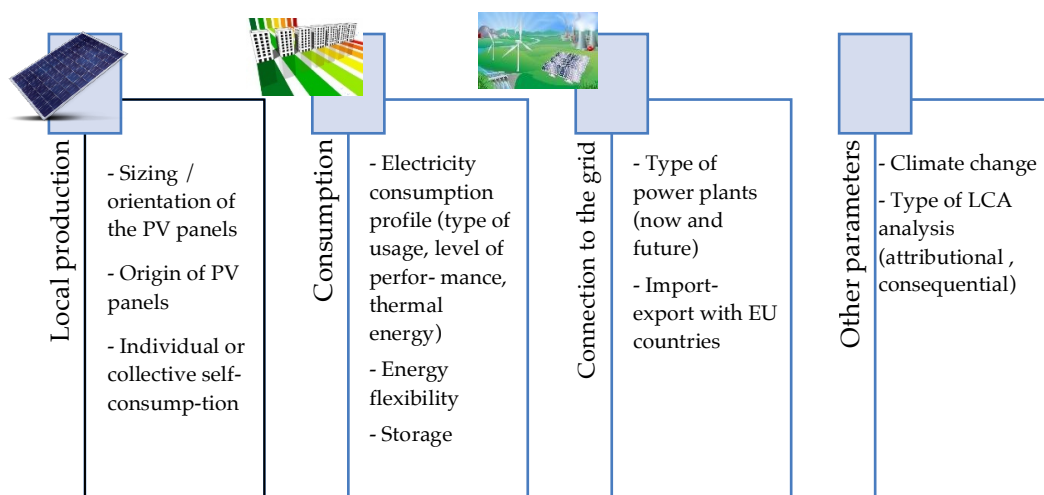 Local production
- Sizing /
orientation of
the PV panels
- Origin of PV
panels
- Individual or
collective self-
consump-tion
Consumption
- Electricity
consumption
profile (type of
usage, level of
perfor- mance,
thermal
energy)
- Energy
flexibility
- Storage
Connection to the grid
- Type of
power plants
(now and
future)
- Import-
export with EU
countries
Other parameters
- Climate change
- Type of LCA
analysis
(attributional ,
consequential)